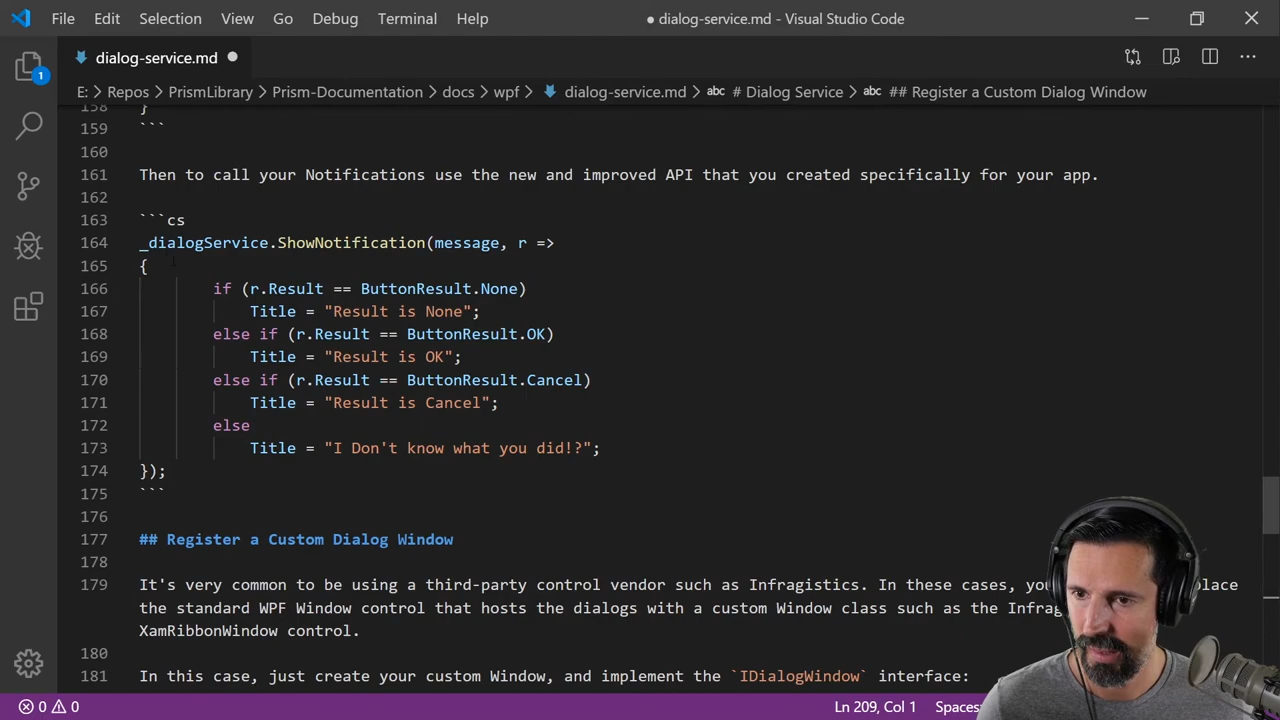 File Edit Selection View Go Debug Terminal Help ● dialog-service.md - Visual Studio Code
dialog-service.md
1
E: > Repos > PrismLibrary > Prism-Documentation > docs > wpf > dialog-service.md > abc # Dialog Service > abc ## Register a Custom Dialog Window
158 }
159 ```
160
161 Then to call your Notifications use the new and improved API that you created specifically for your app.
162
163 ```cs
164 _dialogService.ShowNotification(message, r =>
165 {
166 if (r.Result == ButtonResult.None)
167 Title = "Result is None";
168 else if (r.Result == ButtonResult.OK)
169 Title = "Result is OK";
170 else if (r.Result == ButtonResult.Cancel)
171 Title = "Result is Cancel";
172 else
173 Title = "I Don't know what you did!?";
174 });
175 ```
176
177 ## Register a Custom Dialog Window
178
179 It's very common to be using a third-party control vendor such as Infragistics. In these cases, you place
the standard WPF Window control that hosts the dialogs with a custom Window class such as the Infrag
XamRibbonWindow control.
180
181 In this case, just create your custom Window, and implement the `IDialogWindow` interface:
0 0 Ln 209, Col 1 Spaces